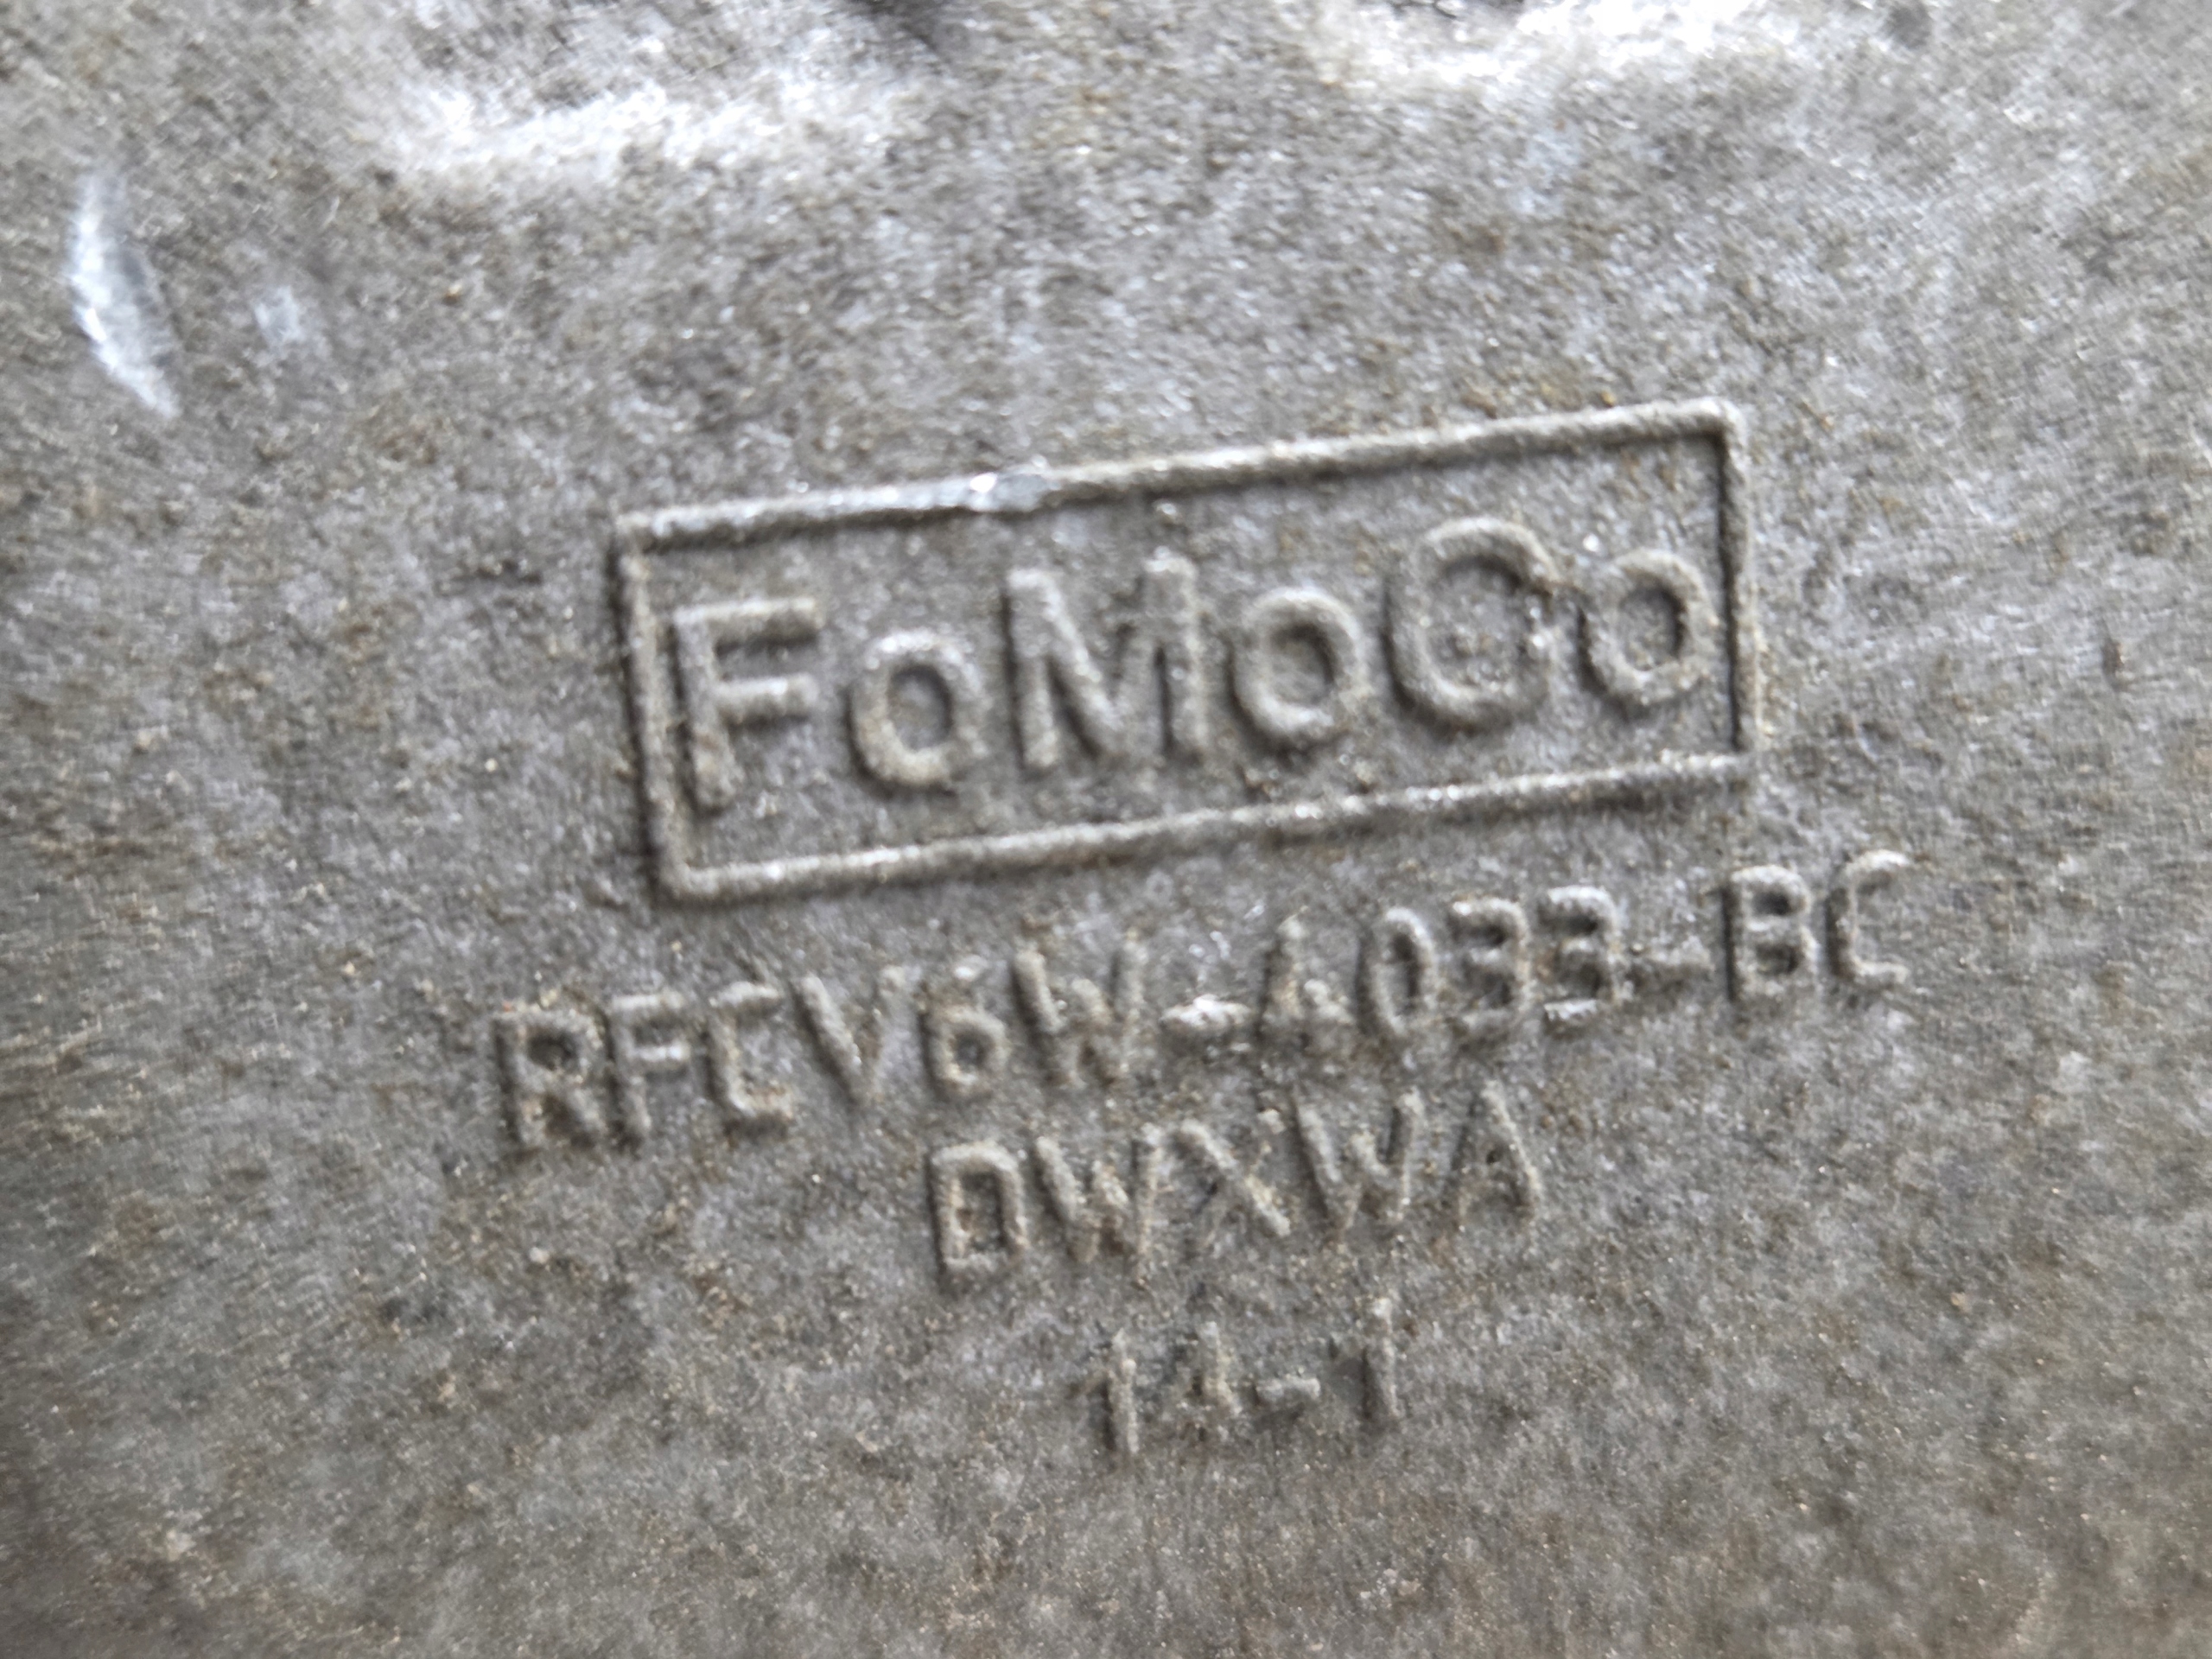 FoMoCo
RFCV6W-4033-BC
DWXWA
14-1